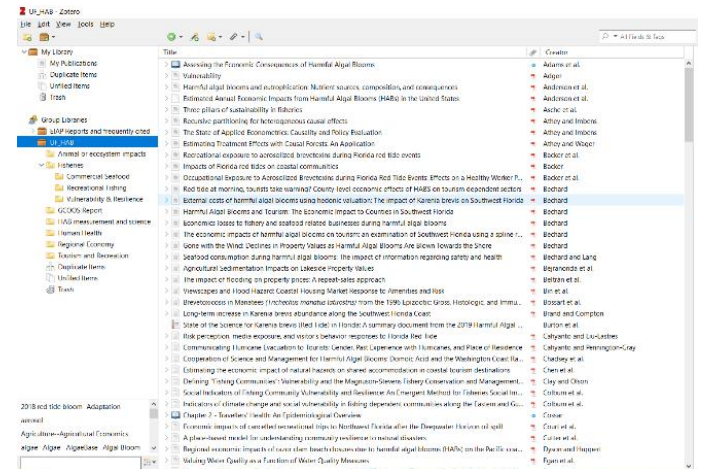 UF_HAB - Zotero
File Edit View Tools Help
All Fields & Tags
My Library
My Publications
Duplicate Items
Unfiled Items
Trash
Group Libraries
EIAP Reports and frequently cited
UF_HAB
Animal or ecosystem impacts
Fisheries
Commercial Seafood
Recreational Fishing
Vulnerability & Resilience
GCOOS Report
HAB measurement and science
Human Health
Regional Economy
Tourism and Recreation
Duplicate Items
Unfiled Items
Trash
2018 red tide bloom Adaptation
aerosol
Agriculture--Agricultural Economics
algae Algae AlgaeBase Algal Bloom
Title Creator
Assessing the Economic Consequences of Harmful Algal Blooms Adams et al.
Vulnerability Adger
Harmful algal blooms and eutrophication: Nutrient sources, composition, and consequences Anderson et al.
Estimated Annual Economic Impacts from Harmful Algal Blooms (HABs) in the United States Anderson et al.
Three pillars of sustainability in fisheries Asche et al.
Recursive partitioning for heterogeneous causal effects Athey and Imbens
The State of Applied Econometrics: Causality and Policy Evaluation Athey and Imbens
Estimating Treatment Effects with Causal Forests: An Application Athey and Wager
Recreational exposure to aerosolized brevetoxins during Florida red tide events Backer et al.
Impacts of Florida red tides on coastal communities Backer
Occupational Exposure to Aerosolized Brevetoxins during Florida Red Tide Events: Effects on a Healthy Worker P... Backer et al.
Red tide at morning, tourists take warning? County-level economic effects of HABS on tourism dependent sectors Bechard
External costs of harmful algal blooms using hedonic valuation: The impact of Karenia brevis on Southwest Florida Bechard
Harmful Algal Blooms and Tourism: The Economic Impact to Counties in Southwest Florida Bechard
Economics losses to fishery and seafood related businesses during harmful algal blooms Bechard
The economic impacts of harmful algal blooms on tourism: an examination of Southwest Florida using a spline r... Bechard
Gone with the Wind: Declines in Property Values as Harmful Algal Blooms Are Blown Towards the Shore Bechard
Seafood consumption during harmful algal blooms: The impact of information regarding safety and health Bechard and Lang
Agricultural Sedimentation Impacts on Lakeside Property Values Bejranonda et al.
The impact of flooding on property prices: A repeat-sales approach Beltrán et al.
Viewscapes and Flood Hazard: Coastal Housing Market Response to Amenities and Risk Bin et al.
Brevetoxicosis in Manatees (Trichechus manatus latirostris) from the 1996 Epizootic: Gross, Histologic, and Immu... Bossart et al.
Long-term increase in Karenia brevis abundance along the Southwest Florida Coast Brand and Compton
State of the Science for Karenia brevis (Red Tide) in Florida: A summary document from the 2019 Harmful Algal ... Burton et al.
Risk perception, media exposure, and visitor's behavior responses to Florida Red Tide Cahyanto and Liu-Lastres
Communicating Hurricane Evacuation to Tourists: Gender, Past Experience with Hurricanes, and Place of Residence Cahyanto and Pennington-Gray
Cooperation of Science and Management for Harmful Algal Blooms: Domoic Acid and the Washington Coast Ra... Chadsey et al.
Estimating the economic impact of natural hazards on shared accommodation in coastal tourism destinations Chen et al.
Defining "Fishing Communities": Vulnerability and the Magnuson-Stevens Fishery Conservation and Management... Clay and Olson
Social Indicators of Fishing Community Vulnerability and Resilience: An Emergent Method for Fisheries Social Im... Colburn et al.
Indicators of climate change and social vulnerability in fishing dependent communities along the Eastern and G... Colburn et al.
Chapter 2 - Travellers' Health: An Epidemiological Overview Cossar
Economic impacts of cancelled recreational trips to Northwest Florida after the Deepwater Horizon oil spill Court et al.
A place-based model for understanding community resilience to natural disasters Cutter et al.
Regional economic impacts of razor clam beach closures due to harmful algal blooms (HABs) on the Pacific coa... Dyson and Huppert
Valuing Water Quality as a Function of Water Quality Measures Egan et al.